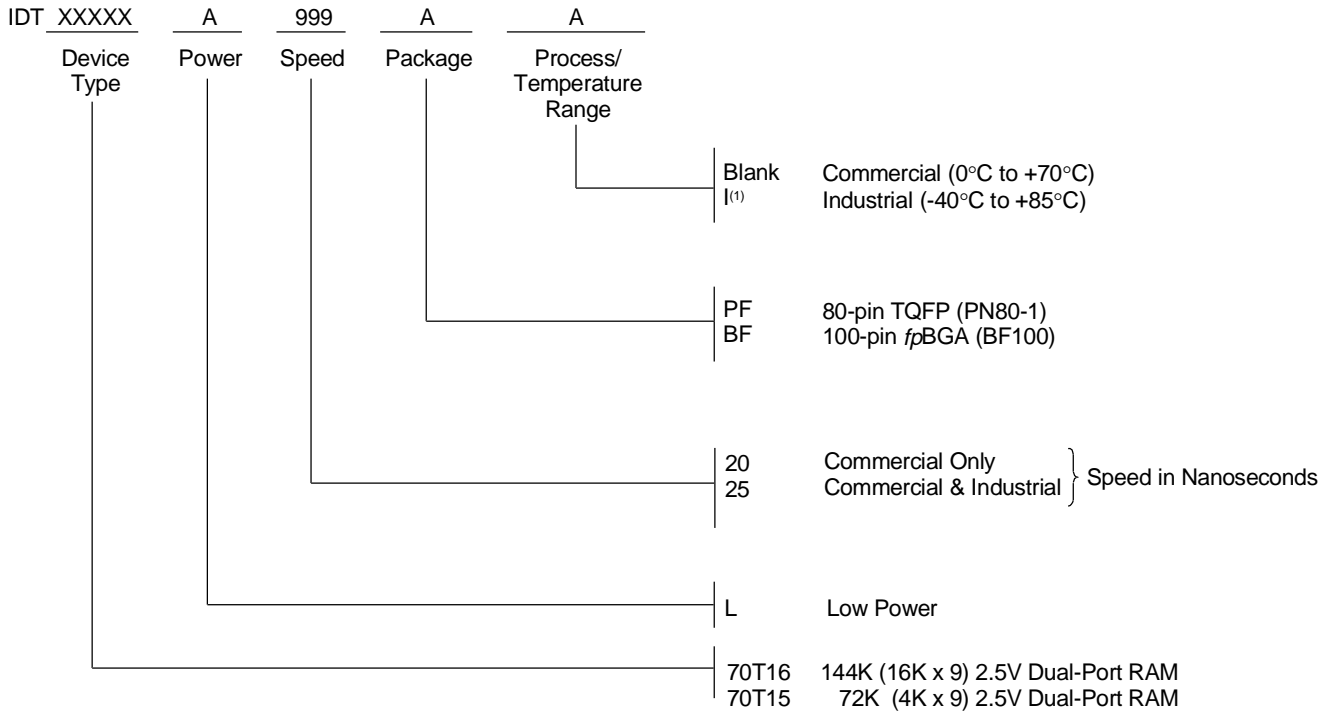 IDT XXXXX A 999 A A
Device Type Power Speed Package Process/ Temperature Range
Blank Commercial (0°C to +70°C)
I(1) Industrial (-40°C to +85°C)
PF 80-pin TQFP (PN80-1)
BF 100-pin fpBGA (BF100)
20 Commercial Only
25 Commercial & Industrial
Speed in Nanoseconds
L Low Power
70T16 144K (16K x 9) 2.5V Dual-Port RAM
70T15 72K (4K x 9) 2.5V Dual-Port RAM